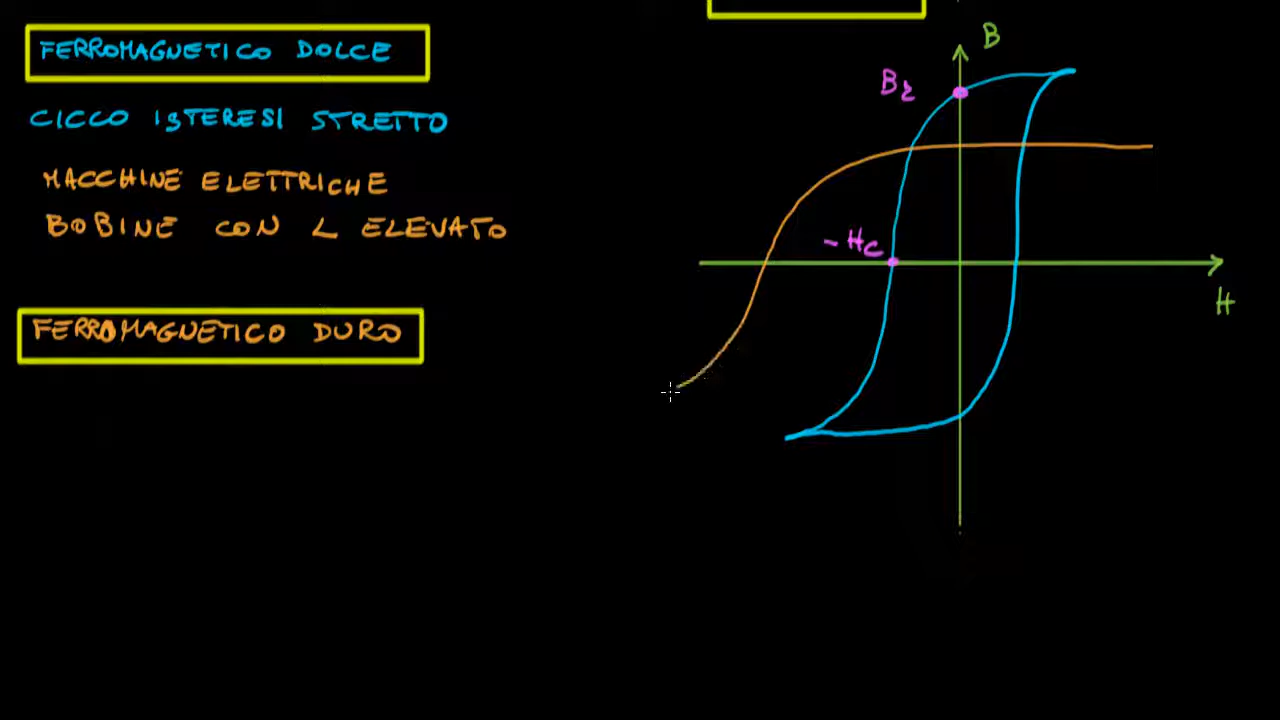 FERROMAGNETICO DOLCE
CICCO ISTERESI STRETTO
MACCHINE ELETTRICHE
BOBINE CON L ELEVATO
FERROMAGNETICO DURO
B
Br
-Hc
H